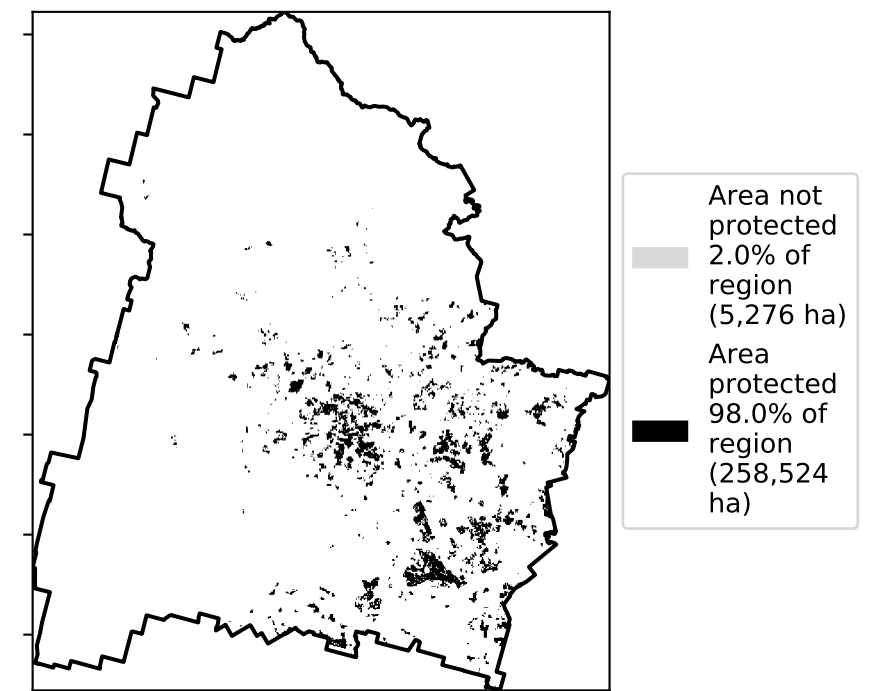 Area not
protected
2.0% of
region
(5,276 ha)
Area
protected
98.0% of
region
(258,524
ha)